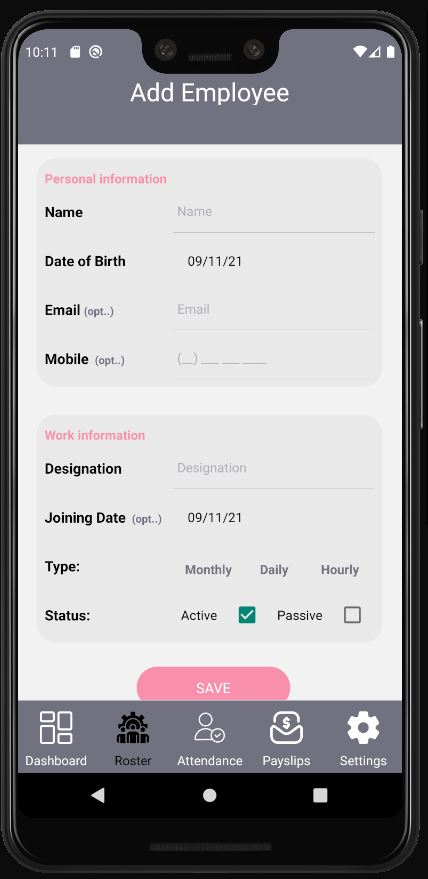 10:11
Add Employee
Personal information
Name Name
Date of Birth 09/11/21
Email (opt..) Email
Mobile (opt..) (__) ___ ___ ____
Work information
Designation Designation
Joining Date (opt..) 09/11/21
Type: Monthly Daily Hourly
Status: Active Passive
SAVE
Dashboard Roster Attendance Payslips Settings